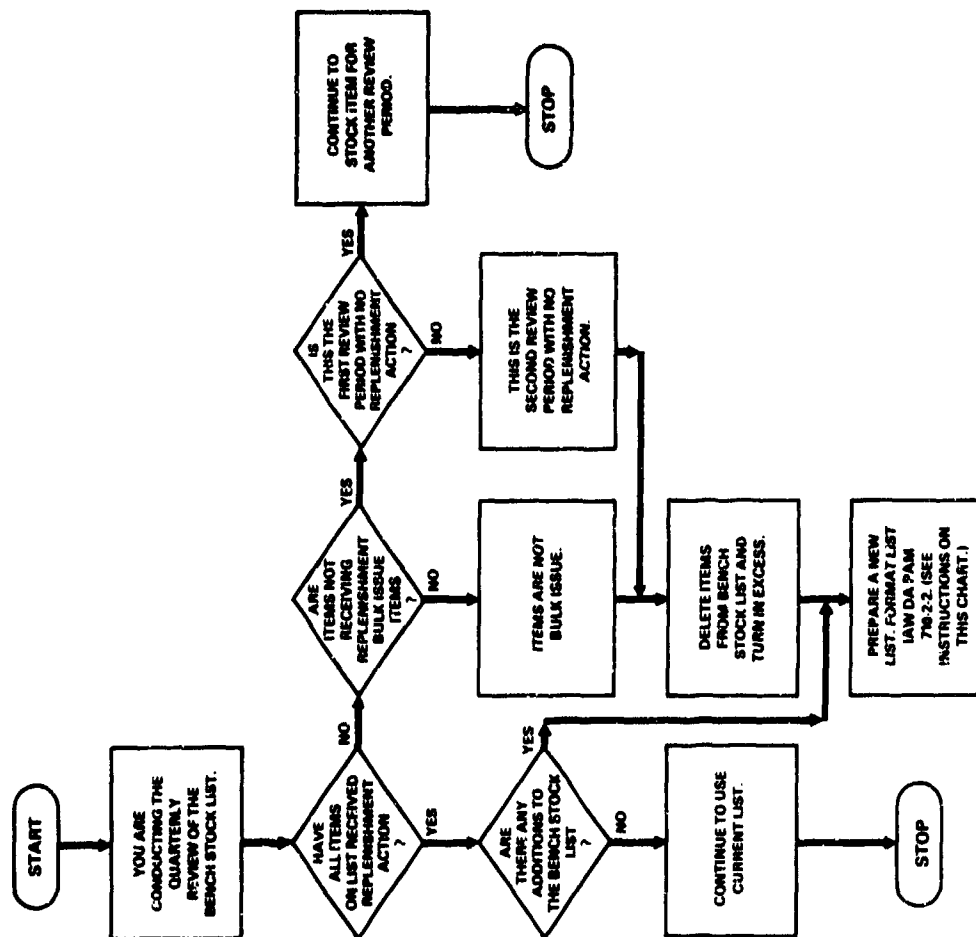 START
YOU ARE
CONDUCTING THE
QUARTERLY
REVIEW OF THE
BENCH STOCK LIST.
HAVE
ALL ITEMS
ON LIST RECEIVED
REPLENISHMENT
ACTION
?
NO
YES
ARE
ITEMS NOT
RECEIVING
REPLENISHMENT
BULK ISSUE
ITEMS
?
YES
NO
IS
THIS THE
FIRST REVIEW
PERIOD WITH NO
REPLENISHMENT
ACTION
?
YES
NO
CONTINUE TO
STOCK ITEM FOR
ANOTHER REVIEW
PERIOD.
STOP
ARE
THERE ANY
ADDITIONS TO
THE BENCH STOCK
LIST
?
YES
NO
ITEMS ARE NOT
BULK ISSUE.
THIS IS THE
SECOND REVIEW
PERIOD WITH NO
REPLENISHMENT
ACTION.
CONTINUE TO USE
CURRENT LIST.
DELETE ITEMS
FROM BENCH
STOCK LIST AND
TURN IN EXCESS.
STOP
PREPARE A NEW
LIST. FORMAT LIST
IAW DA PAM
710-2-2. (SEE
INSTRUCTIONS ON
THIS CHART.)